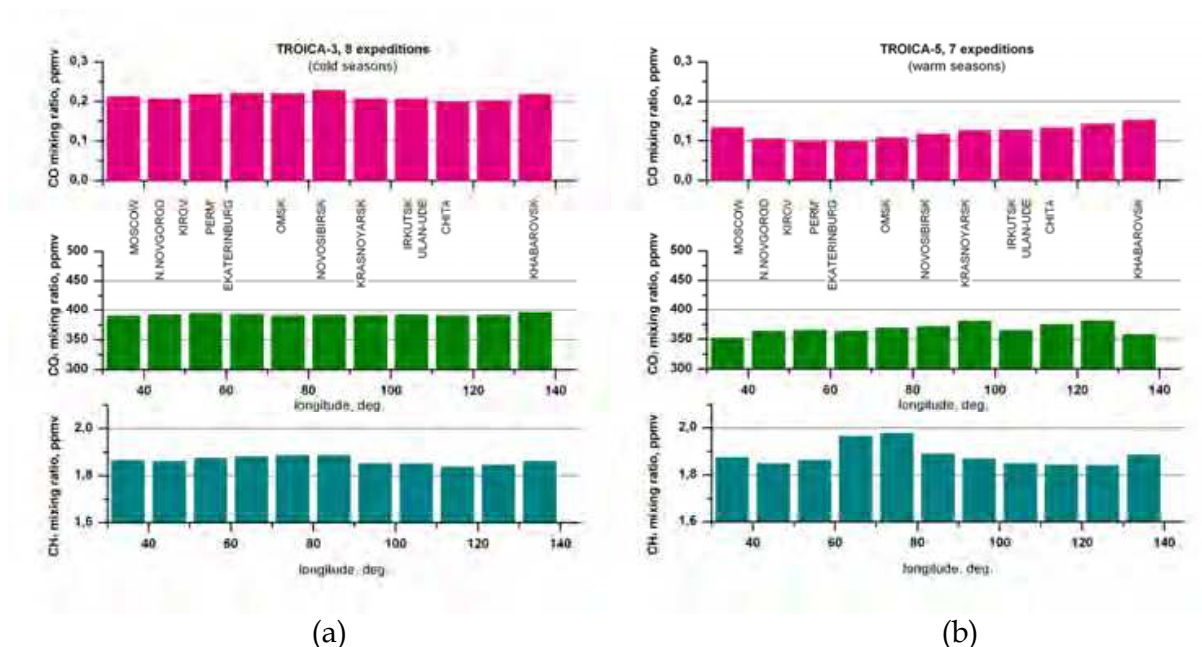 TROICA-3, 8 expeditions
(cold seasons)
CO mixing ratio, ppmv
0,3
0,2
0,1
0,0
MOSCOW
N.NOVGOROD
KIROV
PERM'
EKATERINBURG
OMSK
NOVOSIBIRSK
KRASNOYARSK
IRKUTSK
ULAN-UDE
CHITA
KHABAROVSK
CO₂ mixing ratio, ppmv
500
450
400
350
300
40 60 80 100 120 140
longitude, deg.
CH₄ mixing ratio, ppmv
2,0
1,8
1,6
40 60 80 100 120 140
longitude, deg.
(a)
TROICA-5, 7 expeditions
(warm seasons)
CO mixing ratio, ppmv
0,3
0,2
0,1
0,0
MOSCOW
N.NOVGOROD
KIROV
PERM'
EKATERINBURG
OMSK
NOVOSIBIRSK
KRASNOYARSK
IRKUTSK
ULAN-UDE
CHITA
KHABAROVSK
CO₂ mixing ratio, ppmv
500
450
400
350
300
40 60 80 100 120 140
longitude, deg.
CH₄ mixing ratio, ppmv
2,0
1,8
1,6
40 60 80 100 120 140
longitude, deg.
(b)